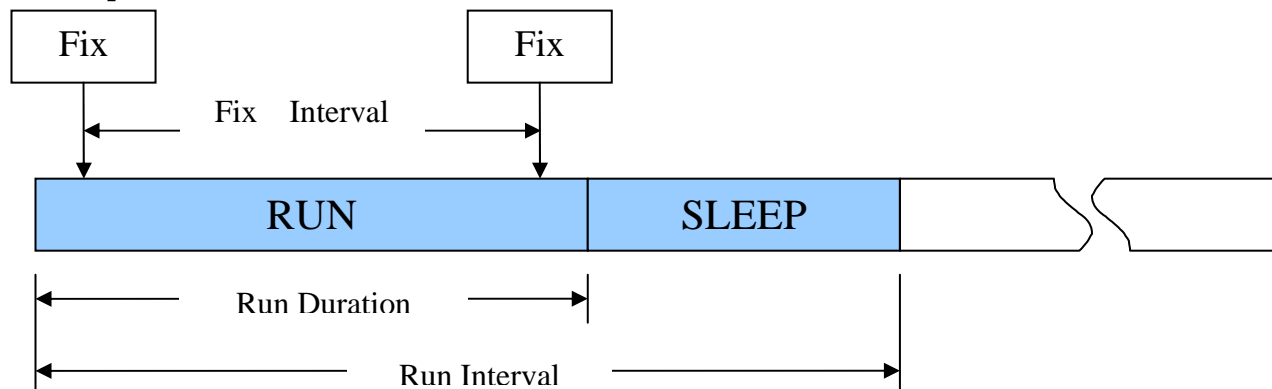 Fix Fix
Fix Interval
RUN SLEEP
Run Duration
Run Interval